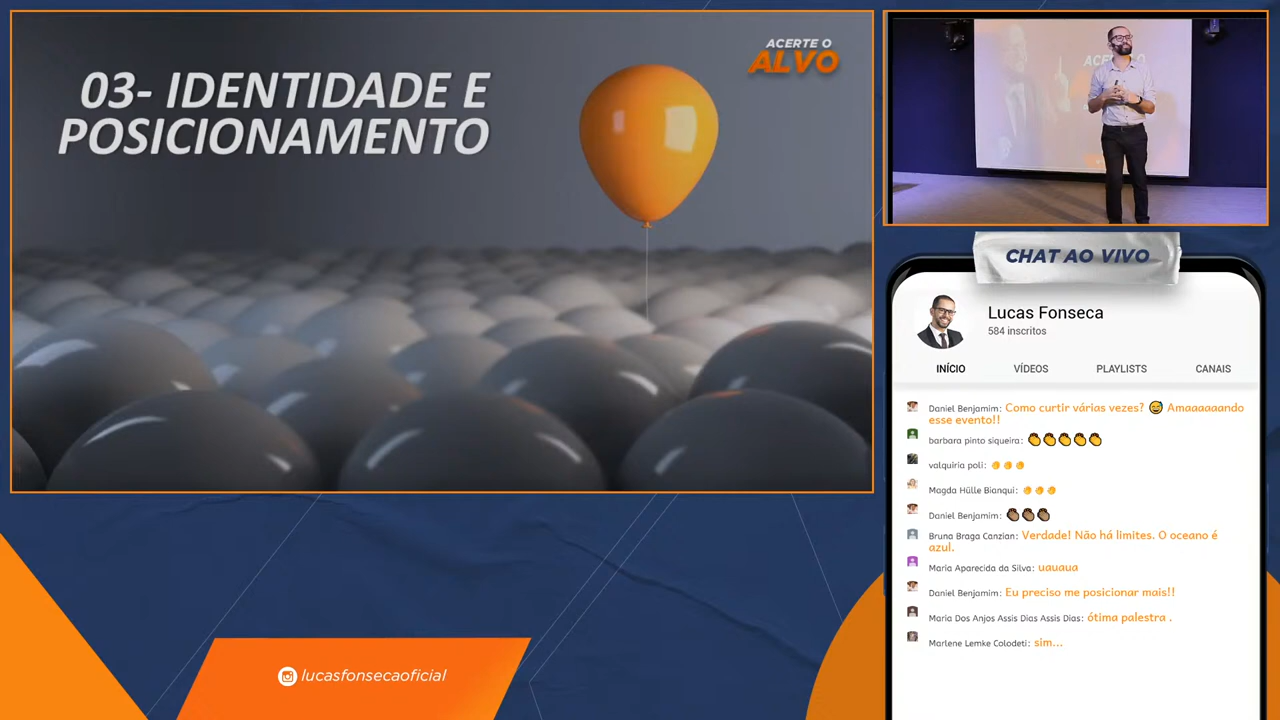 03- IDENTIDADE E
POSICIONAMENTO
ACERTE O
ALVO
CHAT AO VIVO
Lucas Fonseca
584 inscritos
INÍCIO VÍDEOS PLAYLISTS CANAIS
Daniel Benjamim: Como curtir várias vezes? 😅 Amaaaaaando
esse evento!!
barbara pinto siqueira: 👏👏👏👏👏
valquiria poli: 👏👏👏
Magda Hülle Bianqui: 👏👏👏
Daniel Benjamim: 👏🏽👏🏽👏🏽
Bruna Braga Canzian: Verdade! Não há limites. O oceano é
azul.
Maria Aparecida da Silva: uauaua
Daniel Benjamim: Eu preciso me posicionar mais!!
Maria Dos Anjos Assis Dias Assis Dias: ótima palestra .
Marlene Lemke Colodeti: sim...
lucasfonsecaoficial